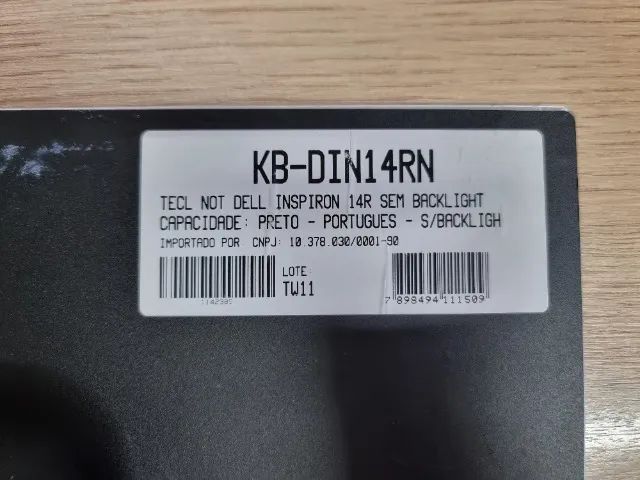 KB-DIN14RN
TECL NOT DELL INSPIRON 14R SEM BACKLIGHT
CAPACIDADE: PRETO - PORTUGUES - S/BACKLIGH
IMPORTADO POR CNPJ: 10.378.030/0001-90
LOTE:
TW11
7 898494 111509